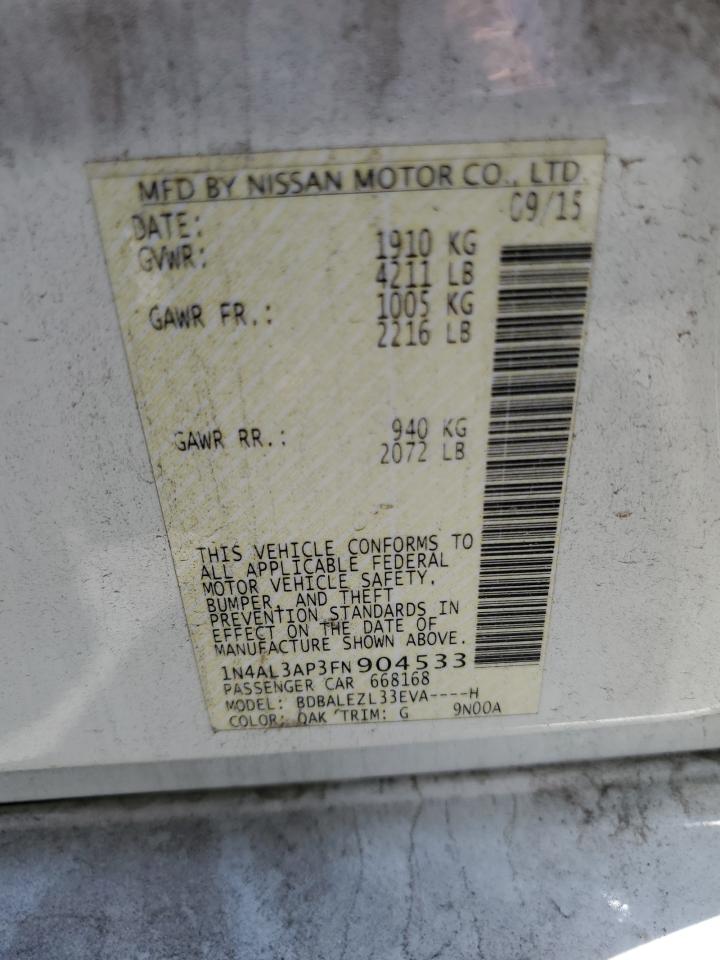 MFD BY NISSAN MOTOR CO., LTD.
DATE: 09/15
GVWR: 1910 KG
4211 LB
GAWR FR.: 1005 KG
2216 LB
GAWR RR.: 940 KG
2072 LB
THIS VEHICLE CONFORMS TO
ALL APPLICABLE FEDERAL
MOTOR VEHICLE SAFETY,
BUMPER, AND THEFT
PREVENTION STANDARDS IN
EFFECT ON THE DATE OF
MANUFACTURE SHOWN ABOVE.
1N4AL3AP3FN904533
PASSENGER CAR 668168
MODEL: BDBALEZL33EVA----H
COLOR: QAK TRIM: G 9N00A